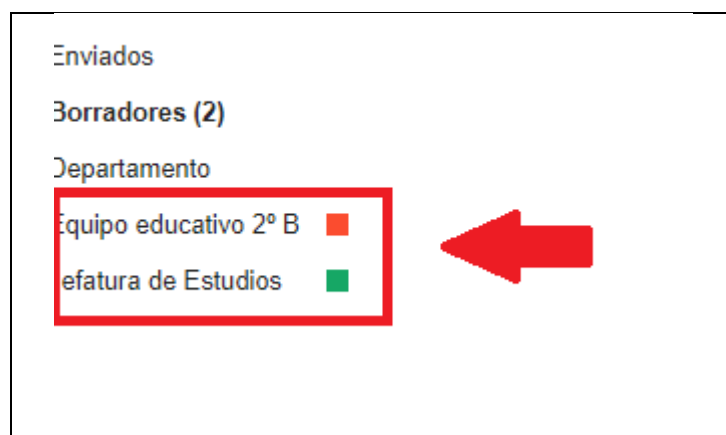 Enviados
Borradores (2)
Departamento
Equipo educativo 2º B
efatura de Estudios